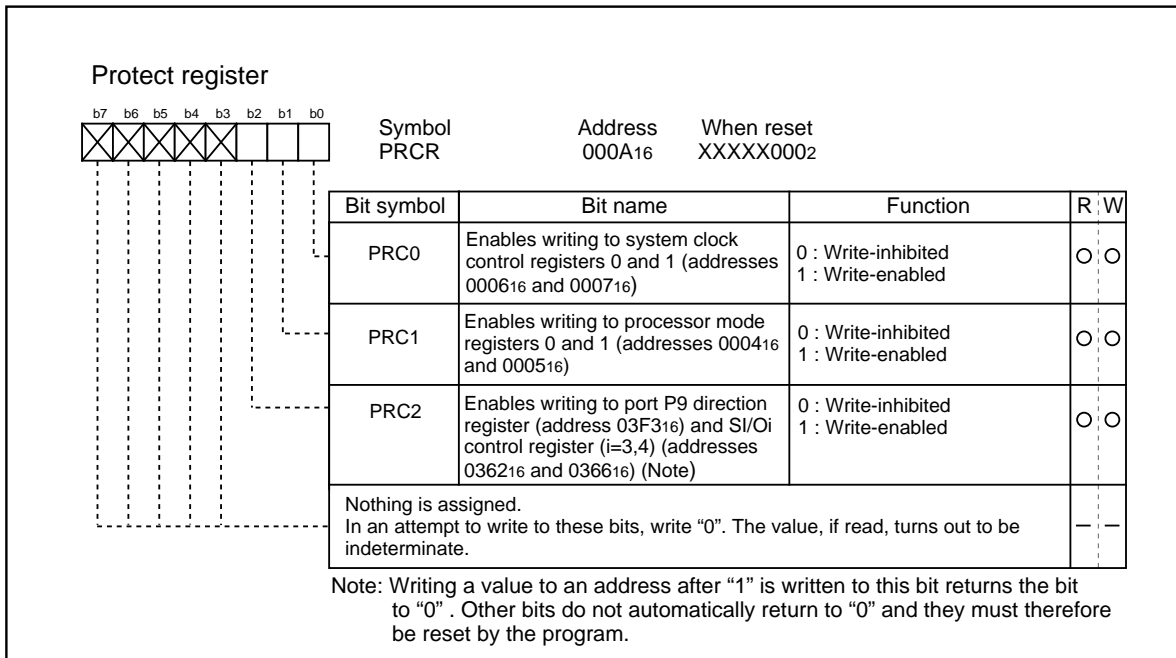 Protect register
b7 b6 b5 b4 b3 b2 b1 b0
Symbol Address When reset
PRCR 000A16 XXXXX0002
Bit symbol Bit name Function R W
PRC0 Enables writing to system clock
control registers 0 and 1 (addresses
000616 and 000716)
0 : Write-inhibited
1 : Write-enabled
PRC1 Enables writing to processor mode
registers 0 and 1 (addresses 000416
and 000516)
0 : Write-inhibited
1 : Write-enabled
PRC2 Enables writing to port P9 direction
register (address 03F316) and SI/Oi
control register (i=3,4) (addresses
036216 and 036616) (Note)
0 : Write-inhibited
1 : Write-enabled
Nothing is assigned.
In an attempt to write to these bits, write “0”. The value, if read, turns out to be
indeterminate.
Note: Writing a value to an address after “1” is written to this bit returns the bit
to “0” . Other bits do not automatically return to “0” and they must therefore
be reset by the program.